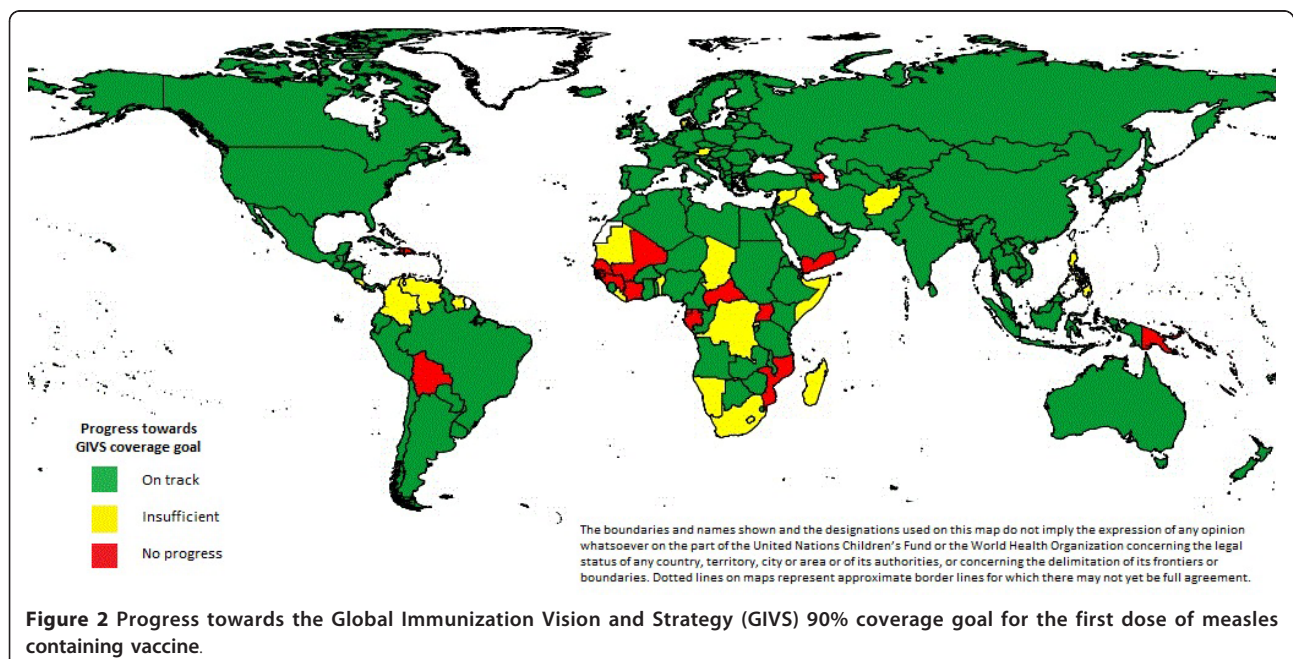 Progress towards
GIVS coverage goal
On track
Insufficient
No progress
The boundaries and names shown and the designations used on this map do not imply the expression of any opinion
whatsoever on the part of the United Nations Children's Fund or the World Health Organization concerning the legal
status of any country, territory, city or area or of its authorities, or concerning the delimitation of its frontiers or
boundaries. Dotted lines on maps represent approximate border lines for which there may not yet be full agreement.
Figure 2 Progress towards the Global Immunization Vision and Strategy (GIVS) 90% coverage goal for the first dose of measles
containing vaccine.